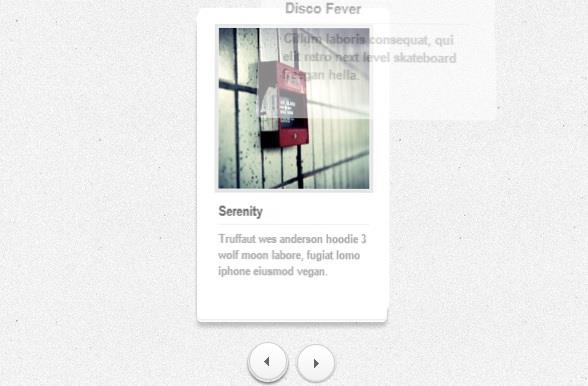 Disco Fever
Cillum laboris consequat, qui
elit retro next level skateboard
freegan hella.
Serenity
Truffaut wes anderson hoodie 3
wolf moon labore, fugiat lomo
iphone eiusmod vegan.